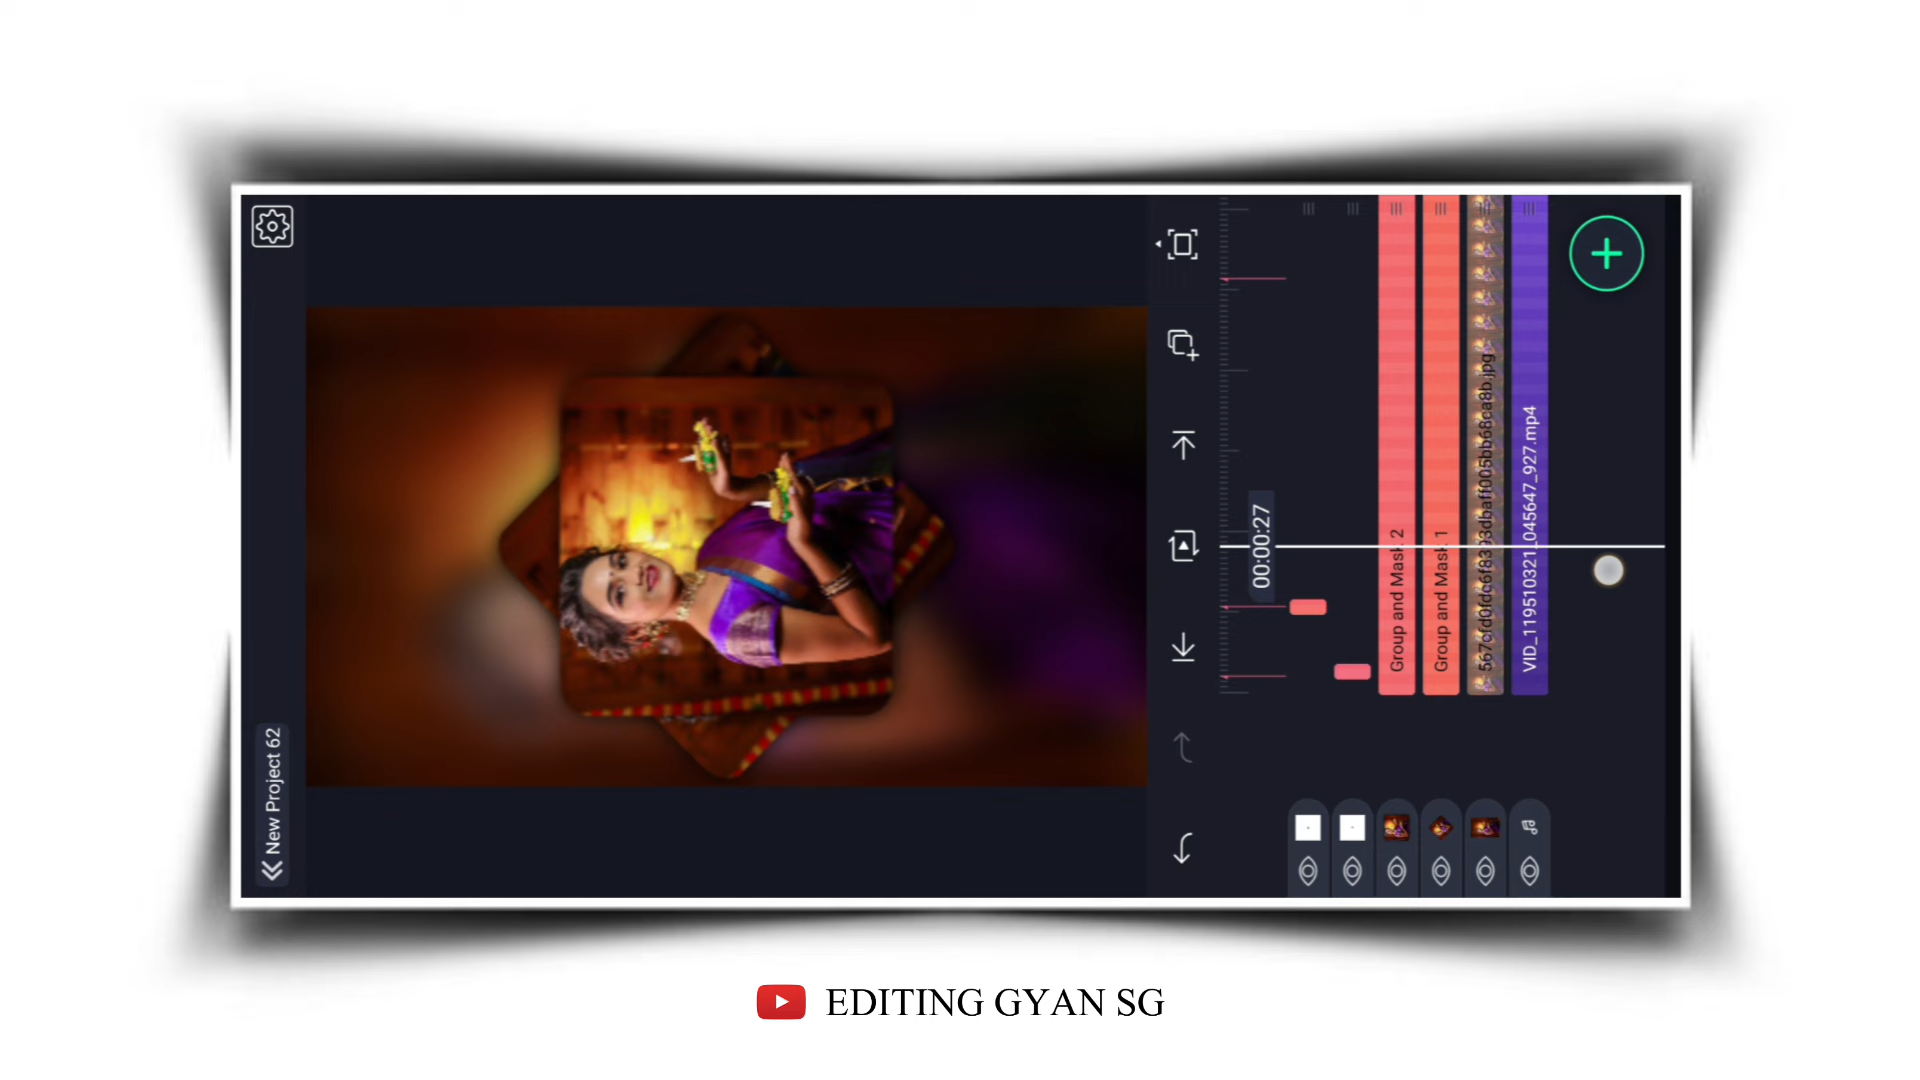 New Project 62
00:00:27
Group and Mask 2
Group and Mask 1
VID_119510321_045647_927.mp4
EDITING GYAN SG